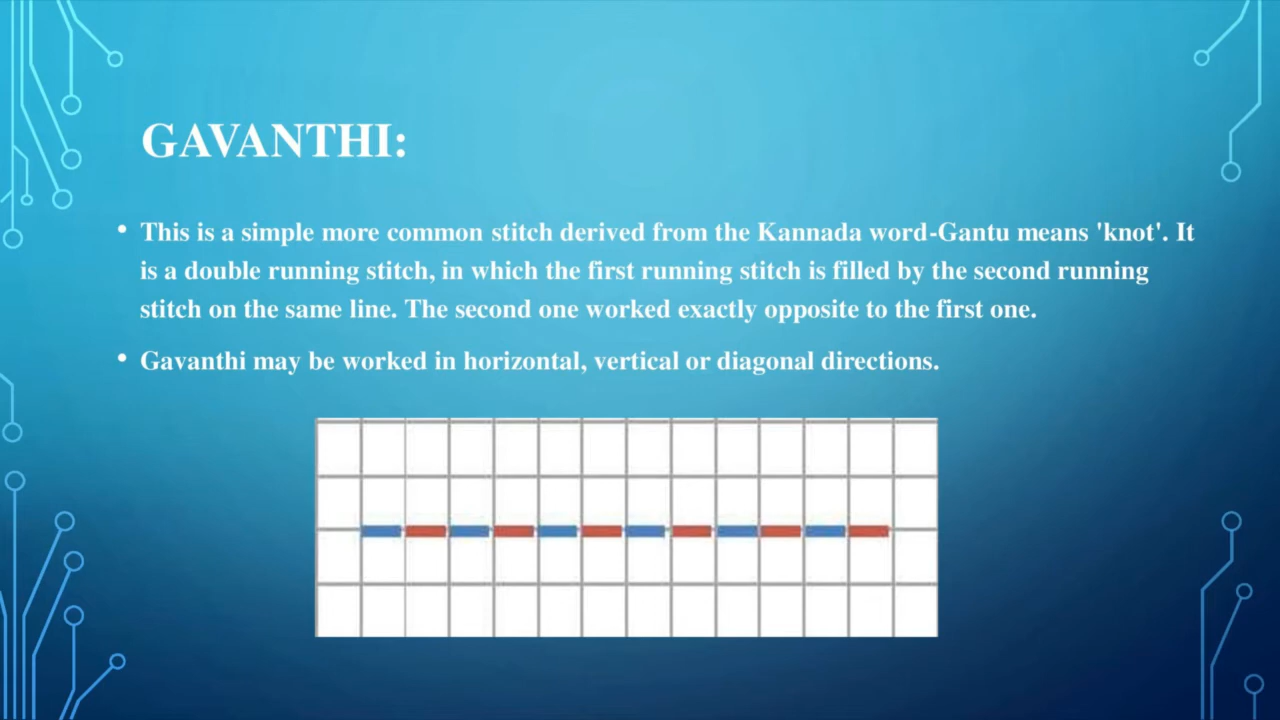 GAVANTHI:
• This is a simple more common stitch derived from the Kannada word-Gantu means 'knot'. It
is a double running stitch, in which the first running stitch is filled by the second running
stitch on the same line. The second one worked exactly opposite to the first one.
• Gavanthi may be worked in horizontal, vertical or diagonal directions.